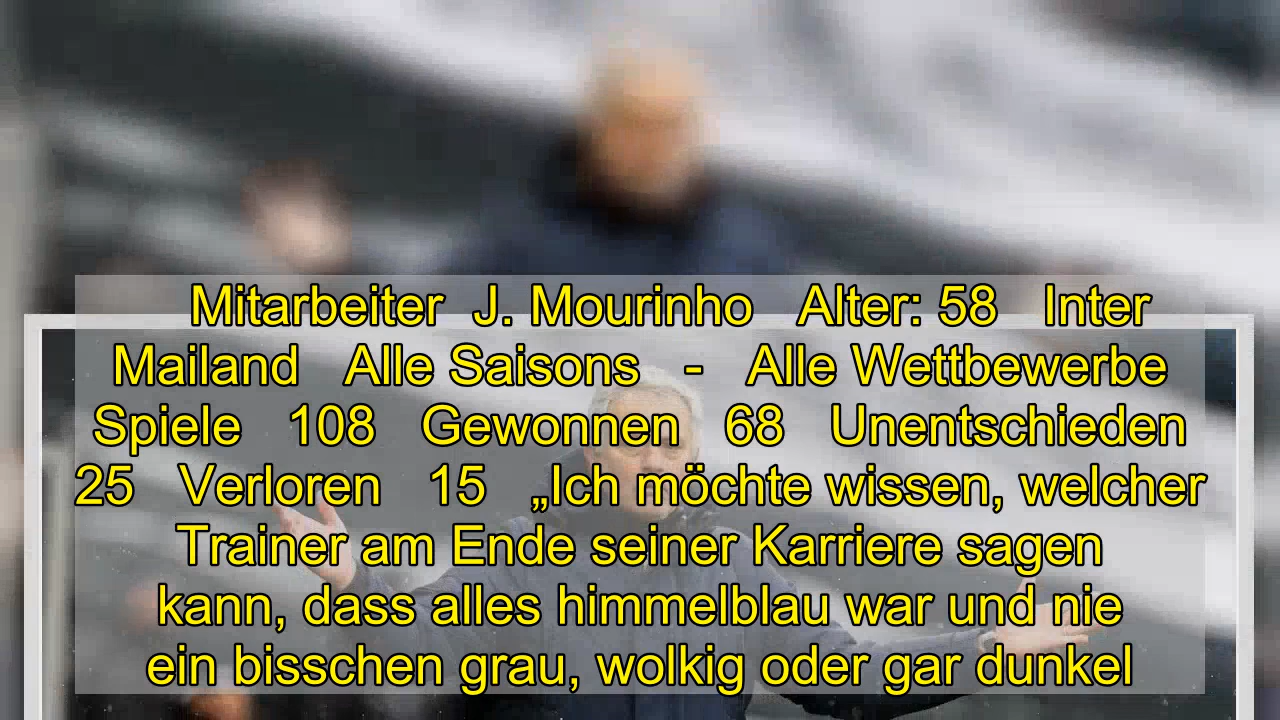 Mitarbeiter J. Mourinho Alter: 58 Inter
Mailand Alle Saisons - Alle Wettbewerbe
Spiele 108 Gewonnen 68 Unentschieden
25 Verloren 15 „Ich möchte wissen, welcher
Trainer am Ende seiner Karriere sagen
kann, dass alles himmelblau war und nie
ein bisschen grau, wolkig oder gar dunkel